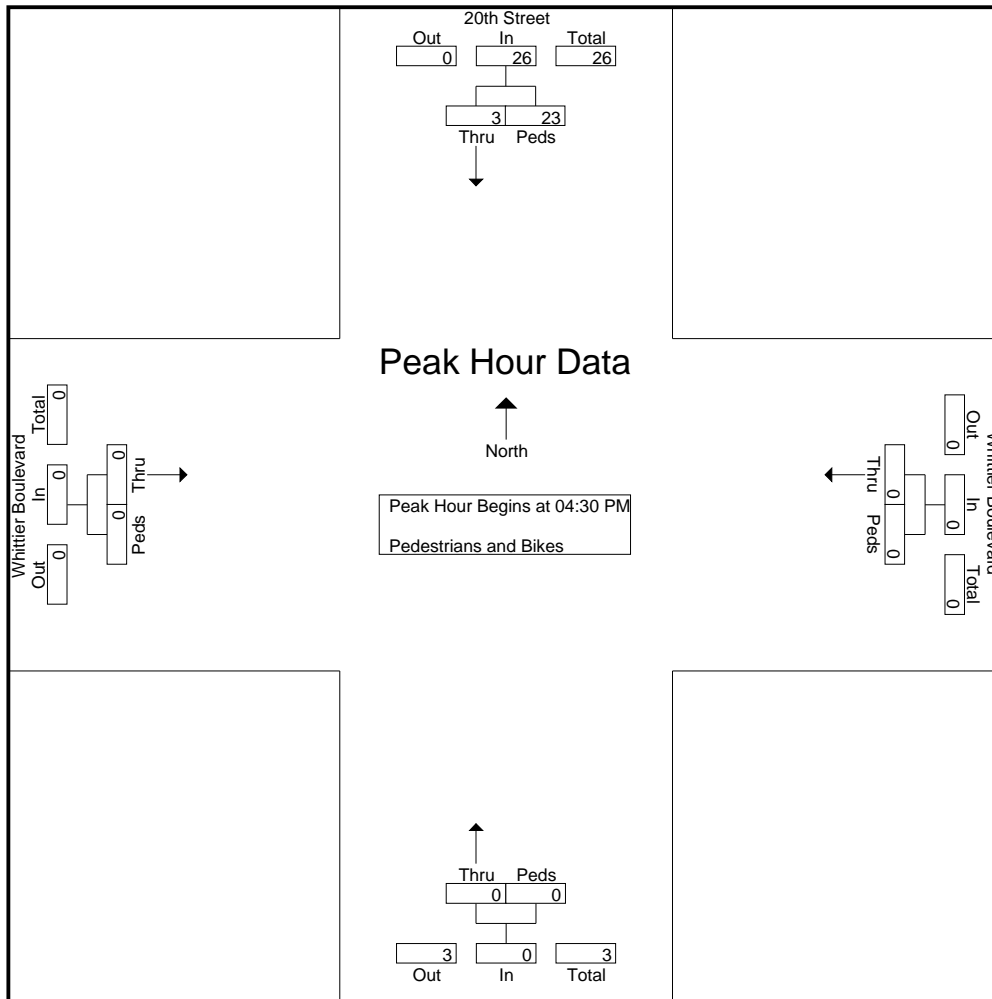 20th Street
Out In Total
0 26 26
3 23
Thru Peds
Peak Hour Data
North
Peak Hour Begins at 04:30 PM
Pedestrians and Bikes
Whittier Boulevard
Out In Total
0 0 0
0 0
Peds Thru
Whittier Boulevard
Out In Total
0 0 0
0 0
Thru Peds
Thru Peds
0 0
3 0 3
Out In Total